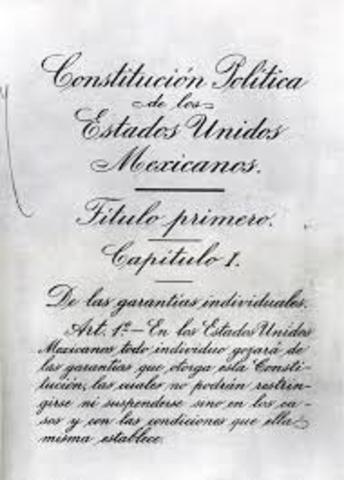 Constitución Política
de los
Estados Unidos
Mexicanos.
Título primero.
Capítulo I.
De las garantías individuales.
Art. 1º.- En los Estados Unidos
Mexicanos todo individuo gozará de
las garantías que otorga esta Consti-
tución, las cuales no podrán restrin-
girse ni suspenderse sino en los ca-
sos y con las condiciones que ella
misma establece.